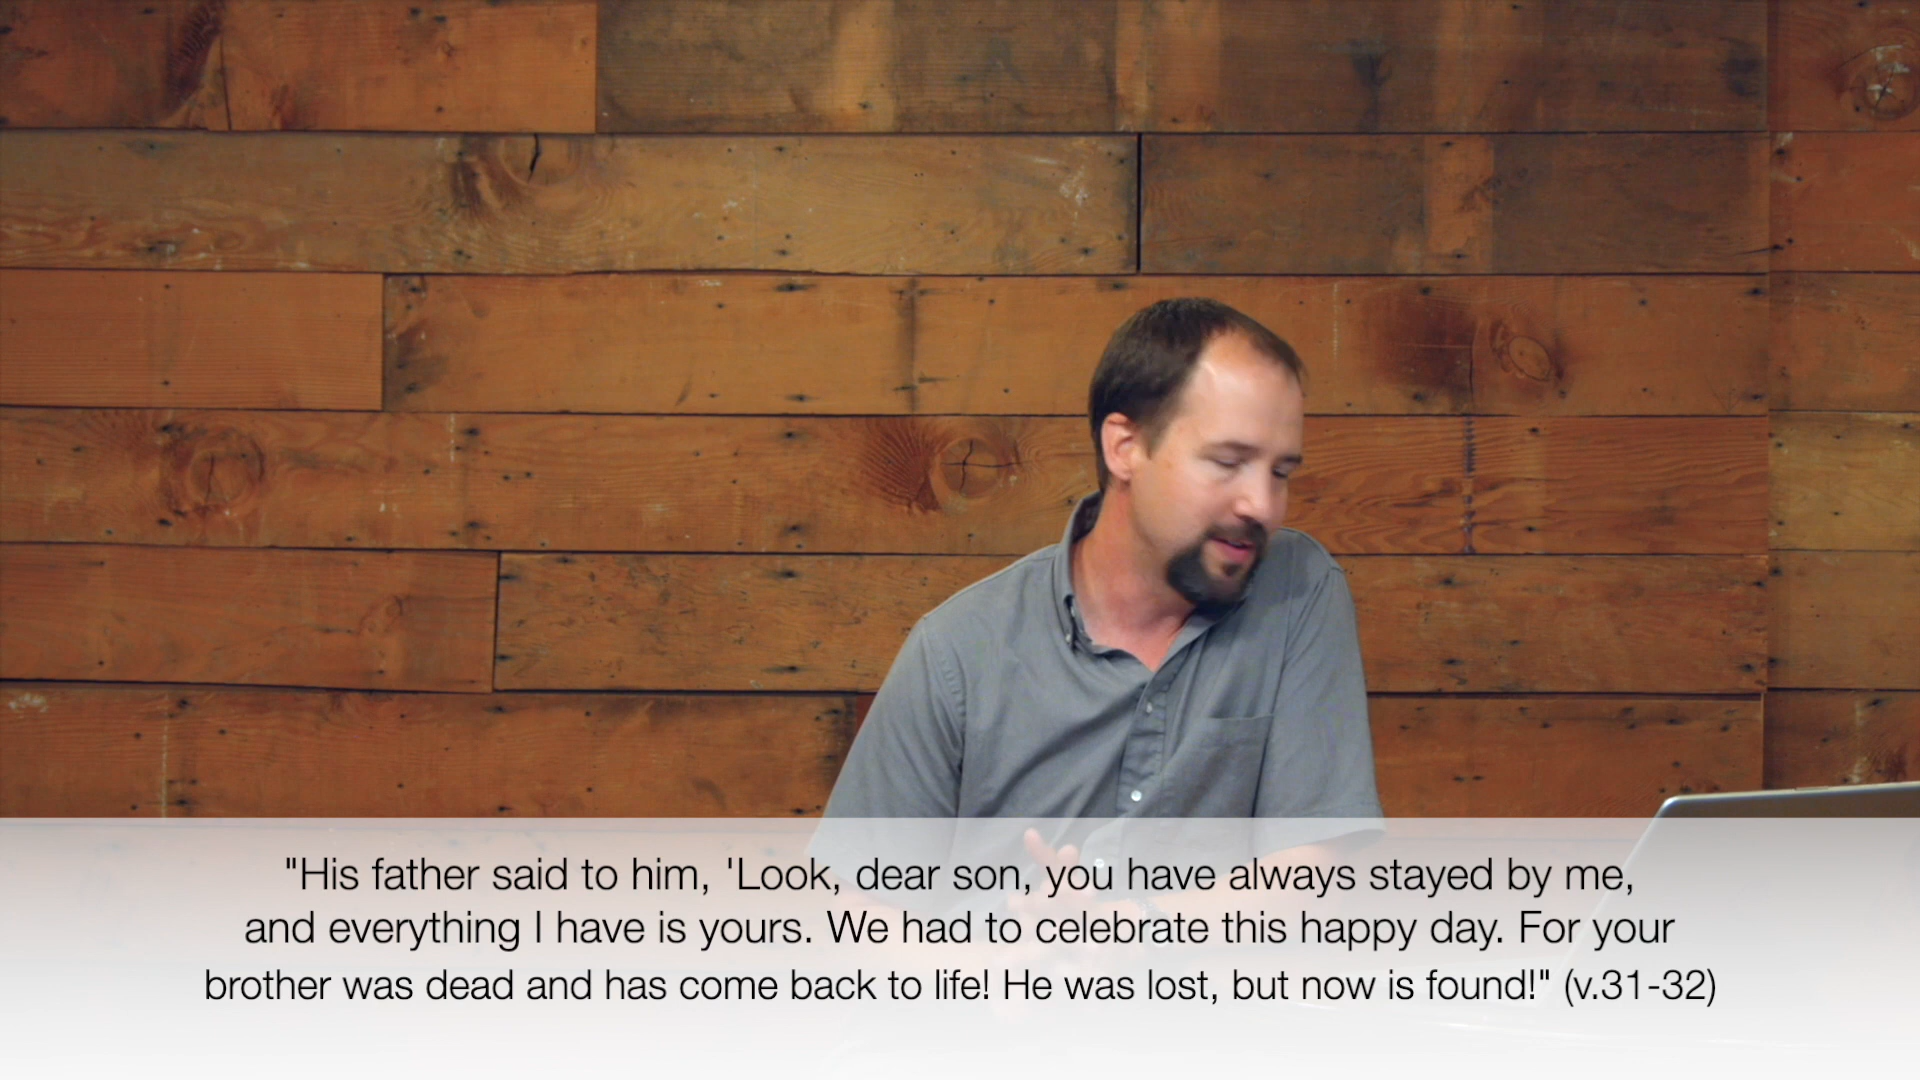 "His father said to him, 'Look, dear son, you have always stayed by me,
and everything I have is yours. We had to celebrate this happy day. For your
brother was dead and has come back to life! He was lost, but now is found!" (v.31-32)